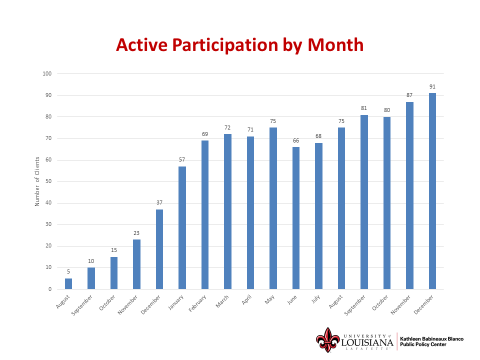 Active Participation by Month
100
90
80
70
60
50
40
30
20
10
0
Number of Clients
5
10
15
23
37
57
69
72
71
75
66
68
75
81
80
87
91
August
September
October
November
December
January
February
March
April
May
June
July
August
September
October
November
December
UNIVERSITY of
LOUISIANA
LAFAYETTE
Kathleen Babineaux Blanco
Public Policy Center